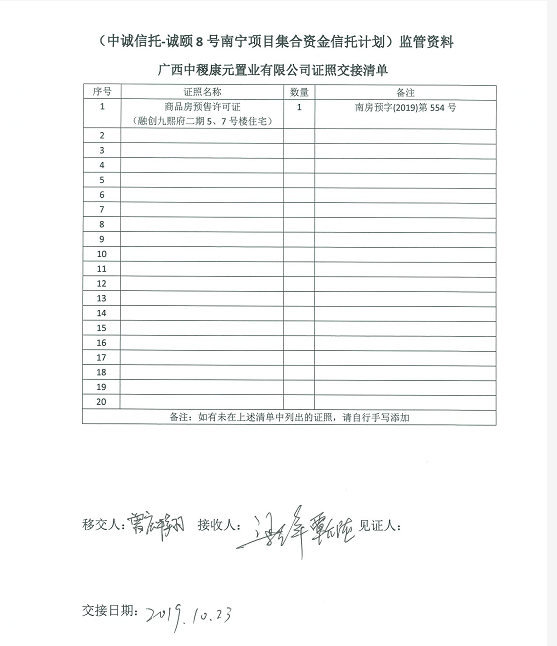 （中诚信托-诚颐 8 号南宁项目集合资金信托计划）监管资料
广西中稷康元置业有限公司证照交接清单
序号 证照名称 数量 备注
1 商品房预售许可证 1 南房预字(2019)第 554 号
（融创九熙府二期 5、7 号楼住宅）
2
3
4
5
6
7
8
9
10
11
12
13
14
15
16
17
18
19
20
备注：如有未在上述清单中列出的证照，请自行手写添加
移交人： 接收人： 见证人：
交接日期：2019.10.23